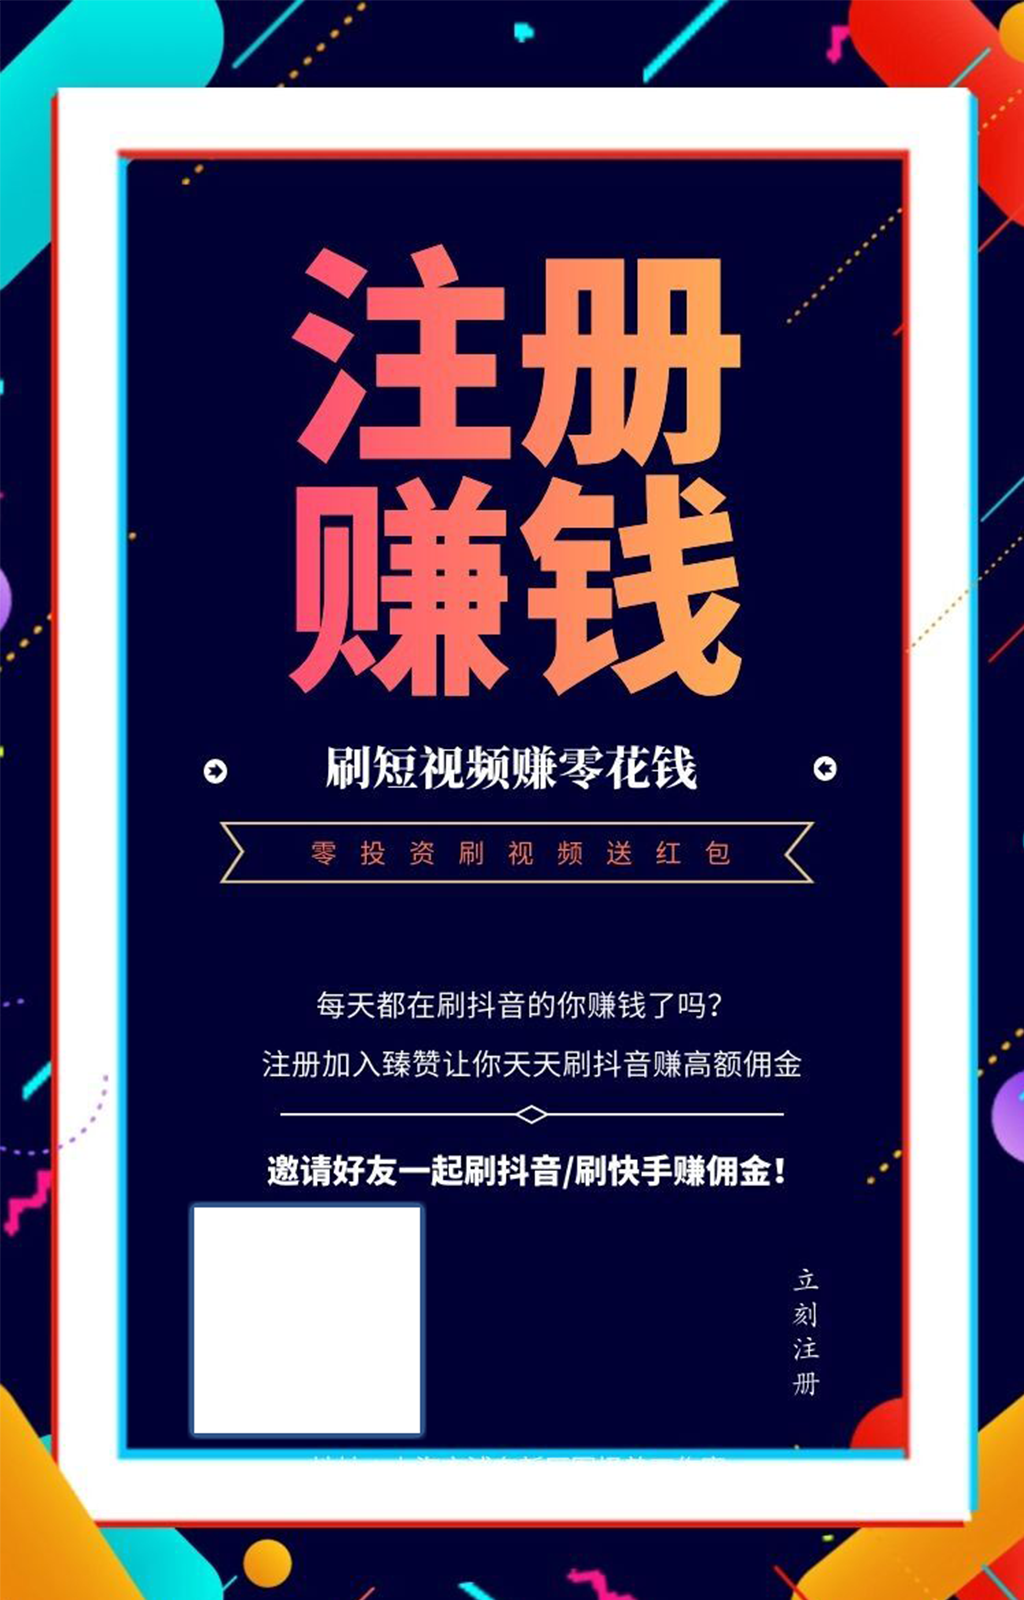 注册
赚钱
刷短视频赚零花钱
零投资刷视频送红包
每天都在刷抖音的你赚钱了吗?
注册加入臻赞让你天天刷抖音赚高额佣金
邀请好友一起刷抖音/刷快手赚佣金!
立刻注册